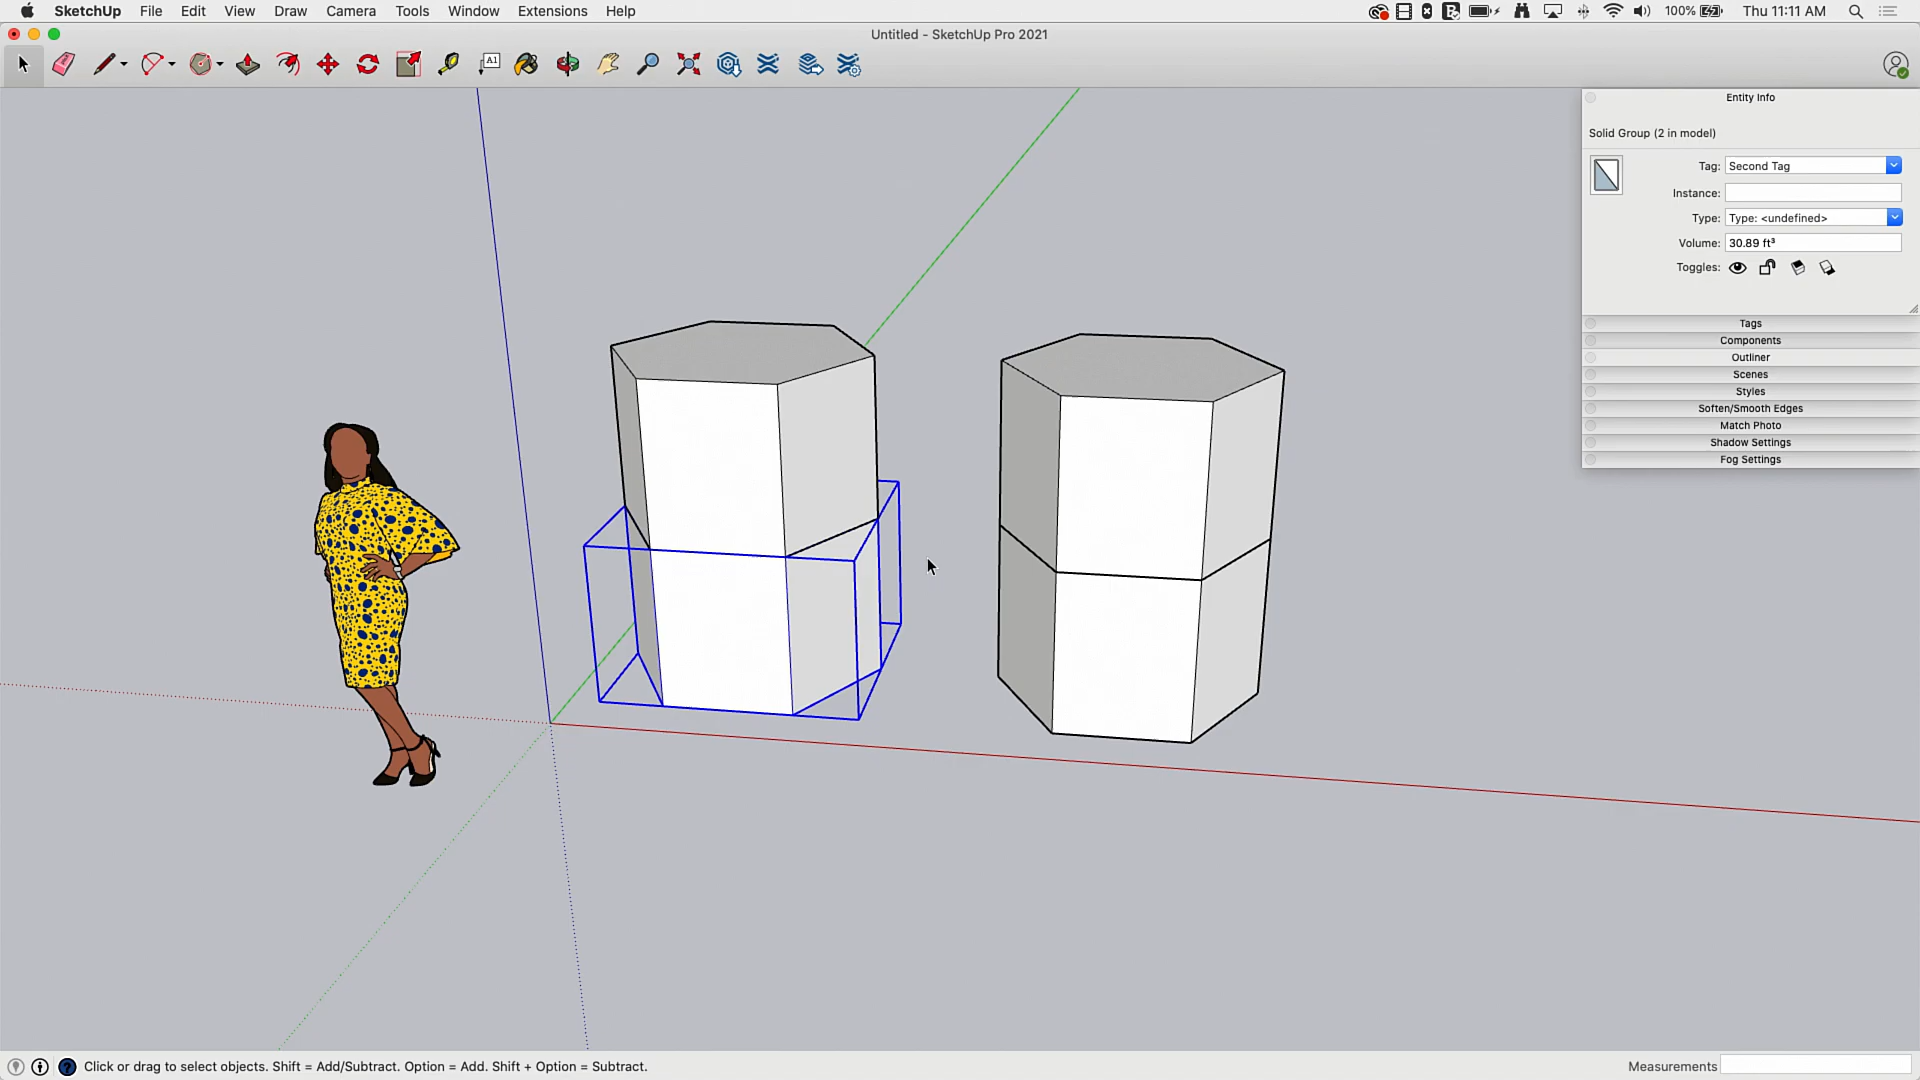 SketchUp File Edit View Draw Camera Tools Window Extensions Help
100% Thu 11:11 AM
Untitled - SketchUp Pro 2021
A1
Entity Info
Solid Group (2 in model)
Tag: Second Tag
Instance:
Type: Type: <undefined>
Volume: 30.89 ft³
Toggles:
Tags
Components
Outliner
Scenes
Styles
Soften/Smooth Edges
Match Photo
Shadow Settings
Fog Settings
Click or drag to select objects. Shift = Add/Subtract. Option = Add. Shift + Option = Subtract.
Measurements